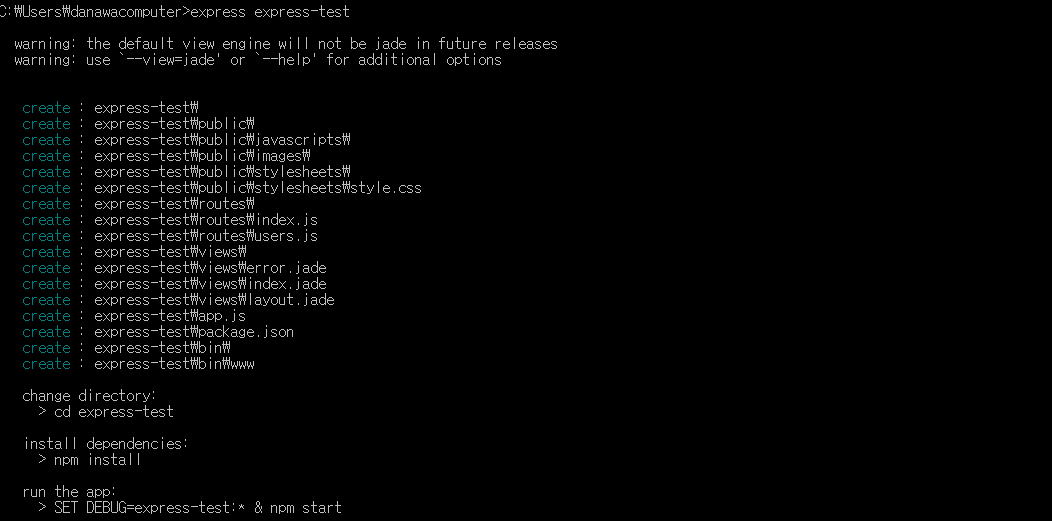 C:₩Users₩danawacomputer>express express-test
warning: the default view engine will not be jade in future releases
warning: use `--view=jade' or `--help' for additional options
create : express-test₩
create : express-test₩public₩
create : express-test₩public₩javascripts₩
create : express-test₩public₩images₩
create : express-test₩public₩stylesheets₩
create : express-test₩public₩stylesheets₩style.css
create : express-test₩routes₩
create : express-test₩routes₩index.js
create : express-test₩routes₩users.js
create : express-test₩views₩
create : express-test₩views₩error.jade
create : express-test₩views₩index.jade
create : express-test₩views₩layout.jade
create : express-test₩app.js
create : express-test₩package.json
create : express-test₩bin₩
create : express-test₩bin₩www
change directory:
> cd express-test
install dependencies:
> npm install
run the app:
> SET DEBUG=express-test:* & npm start